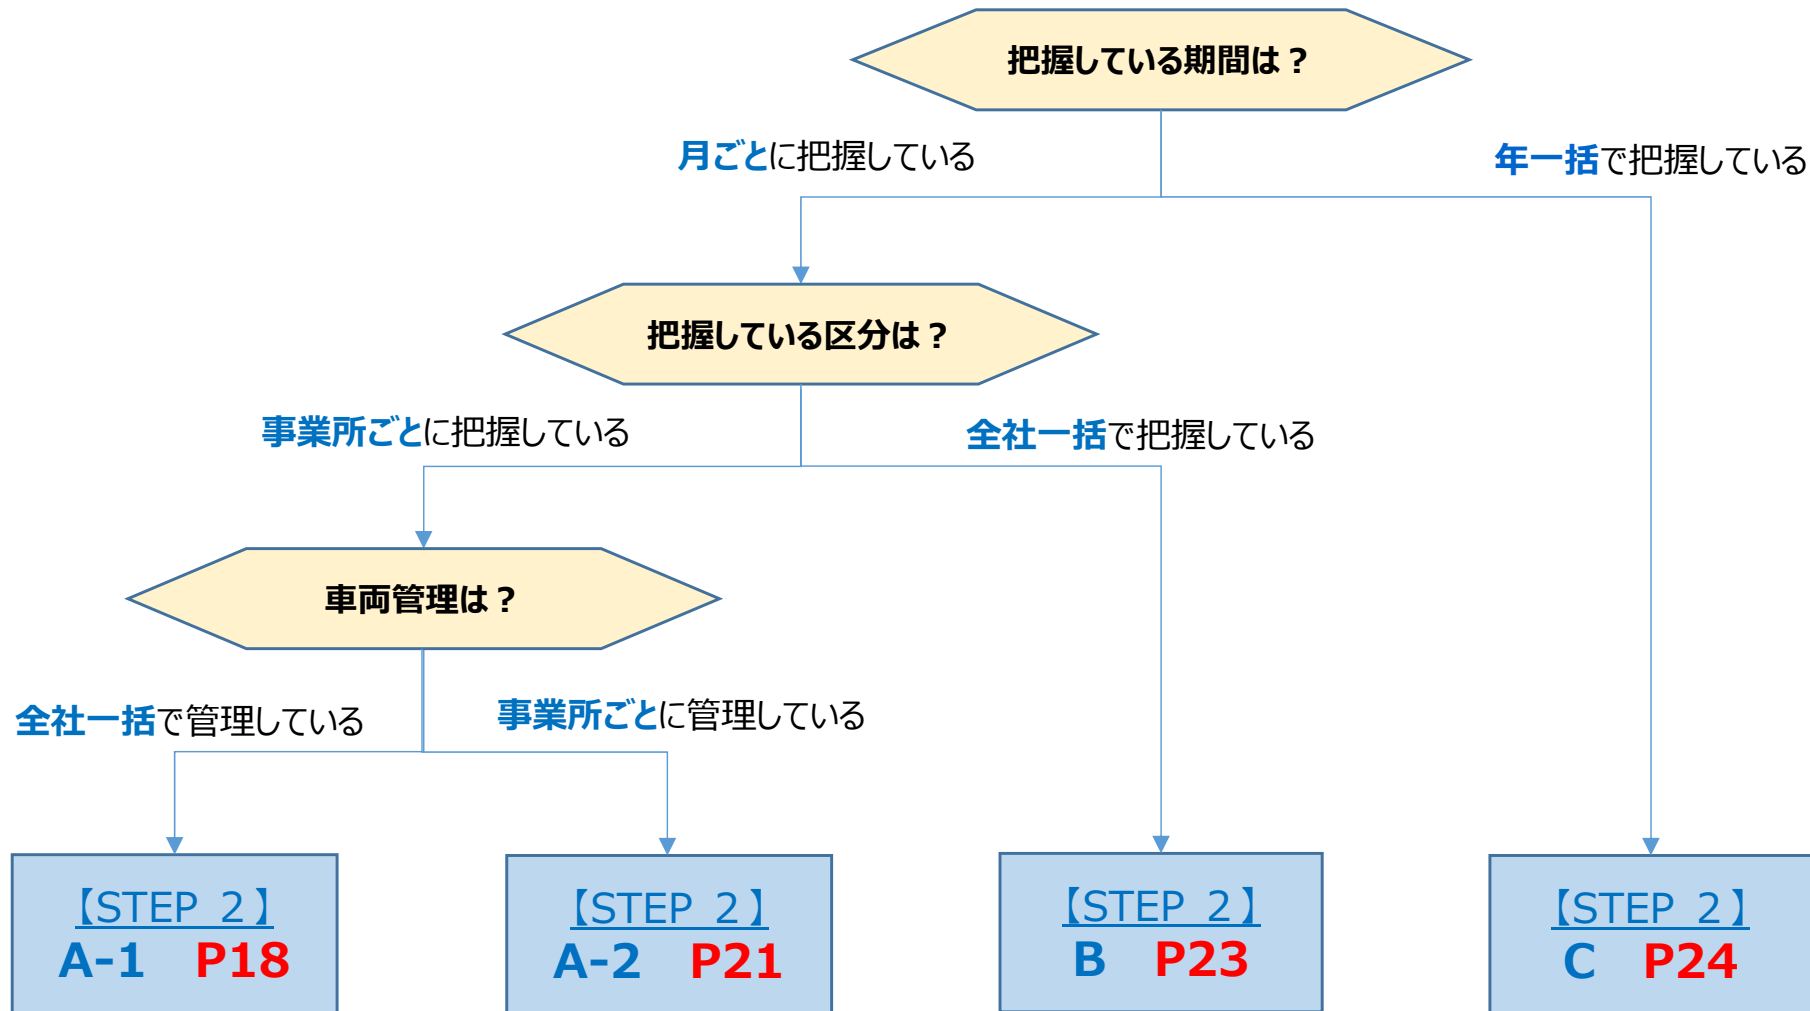 把握している期間は？
月ごとに把握している
年一括で把握している
把握している区分は？
事業所ごとに把握している
全社一括で把握している
車両管理は？
全社一括で管理している
事業所ごとに管理している
【STEP ２】
A-1 P18
【STEP ２】
A-2 P21
【STEP ２】
B P23
【STEP ２】
C P24